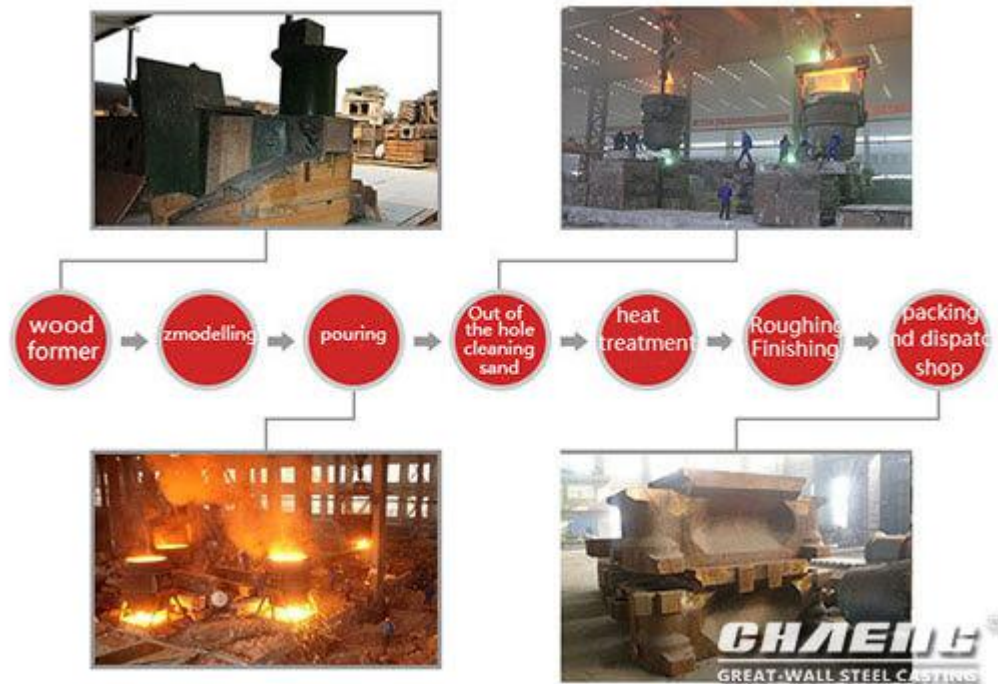 wood
former
zmodelling
pouring
Out of
the hole
cleaning
sand
heat
treatment
Roughing
Finishing
packing
nd dispatc
shop
CHAENG
GREAT-WALL STEEL CASTING